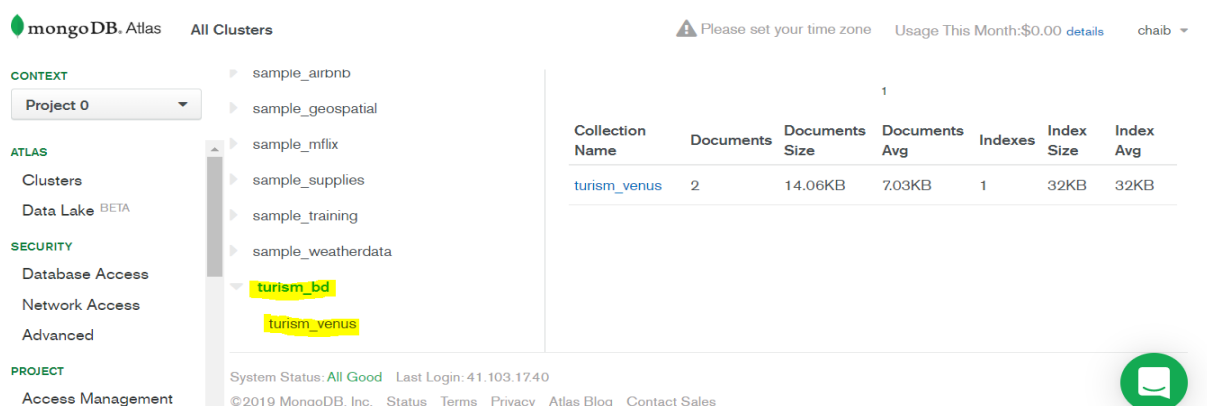 mongoDB. Atlas All Clusters Please set your time zone Usage This Month:$0.00 details chaib
CONTEXT
Project 0
ATLAS
Clusters
Data Lake BETA
SECURITY
Database Access
Network Access
Advanced
PROJECT
Access Management
sample_airbnb
sample_geospatial
sample_mflix
sample_supplies
sample_training
sample_weatherdata
turism_bd
turism_venus
1
Collection Name Documents Documents Size Documents Avg Indexes Index Size Index Avg
turism_venus 2 14.06KB 7.03KB 1 32KB 32KB
System Status: All Good Last Login: 41.103.17.40
©2019 MongoDB, Inc. Status Terms Privacy Atlas Blog Contact Sales